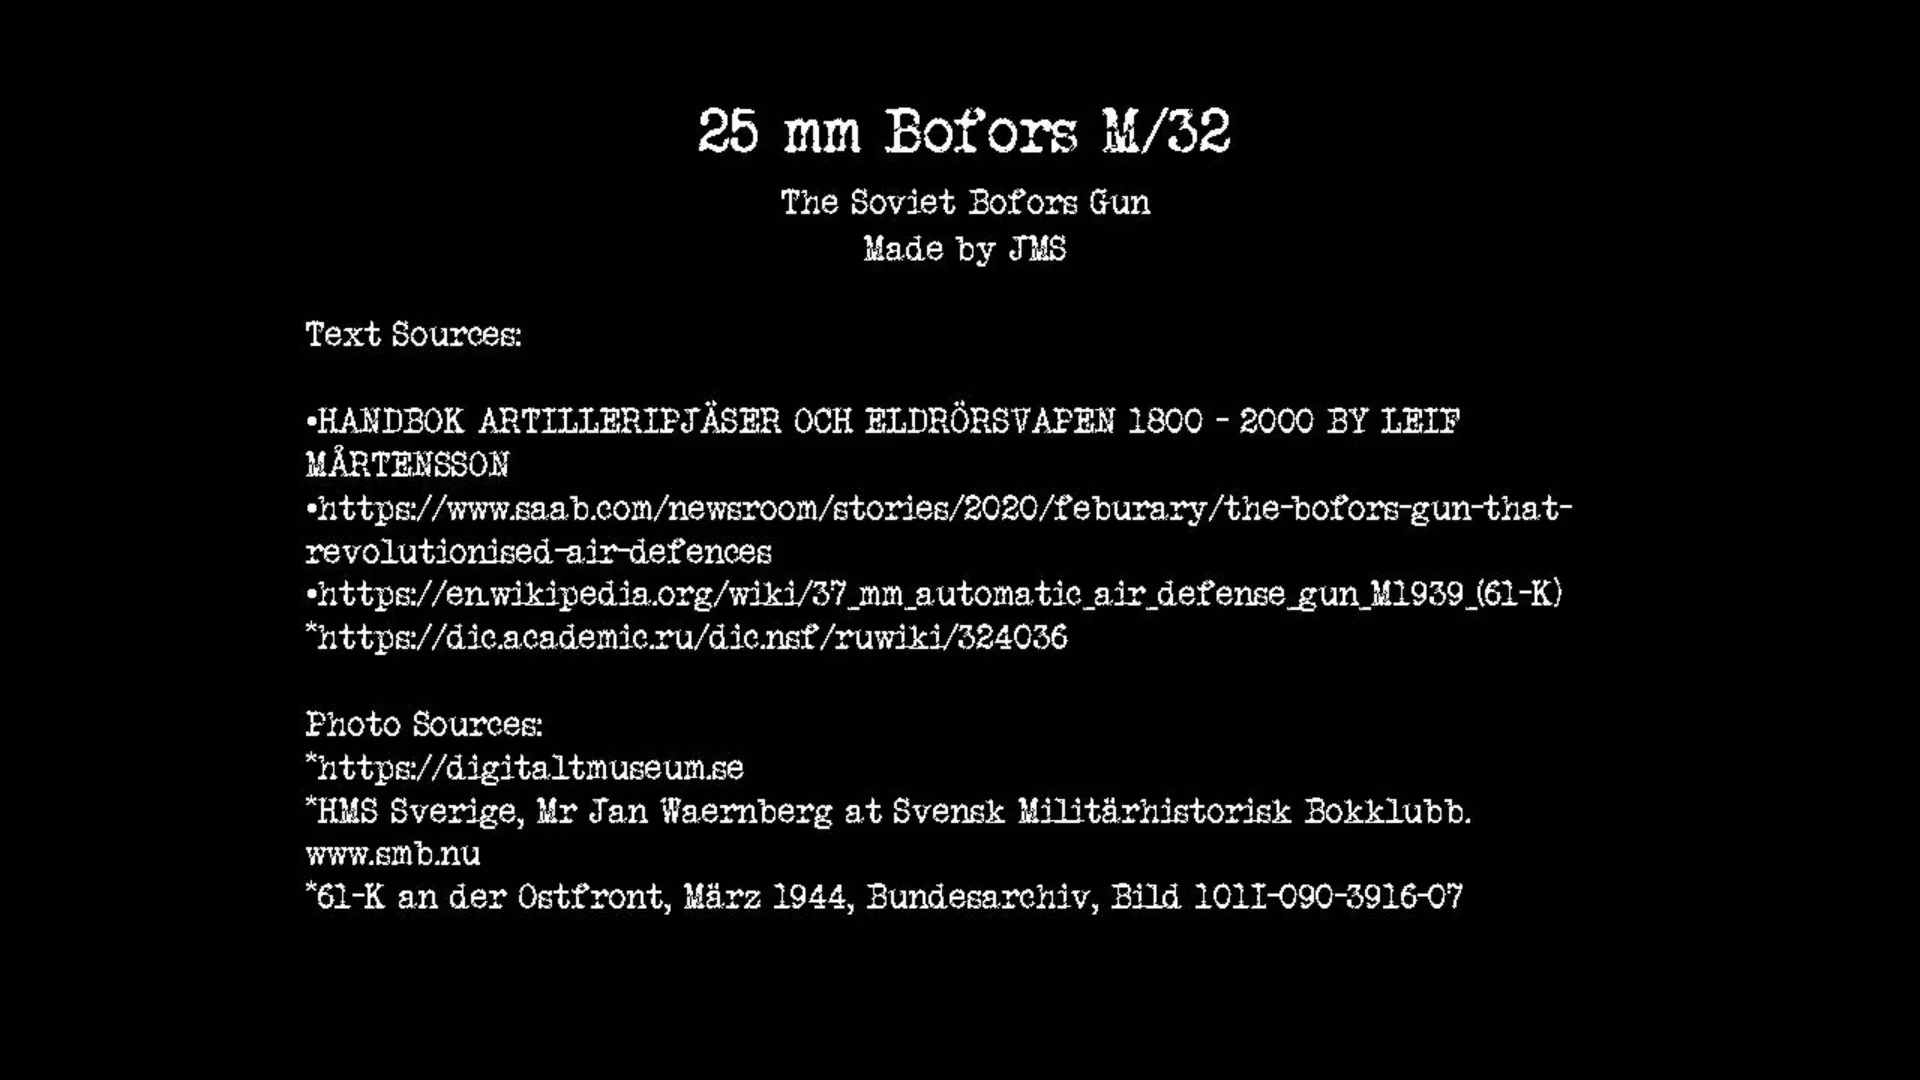 25 mm Bofors M/32
The Soviet Bofors Gun
Made by JMS
Text Sources:
•HANDBOK ARTILLERIPJÄSER OCH ELDRÖRSVAPEN 1800 - 2000 BY LEIF
MÅRTENSSON
•https://www.saab.com/newsroom/stories/2020/feburary/the-bofors-gun-that-
revolutionised-air-defences
•https://en.wikipedia.org/wiki/37_mm_automatic_air_defense_gun_M1939_(61-K)
*https://dic.academic.ru/dic.nsf/ruwiki/324036
Photo Sources:
*https://digitaltmuseum.se
*HMS Sverige, Mr Jan Waernberg at Svensk Militärhistorisk Bokklubb.
www.smb.nu
*61-K an der Ostfront, März 1944, Bundesarchiv, Bild 101I-090-3916-07